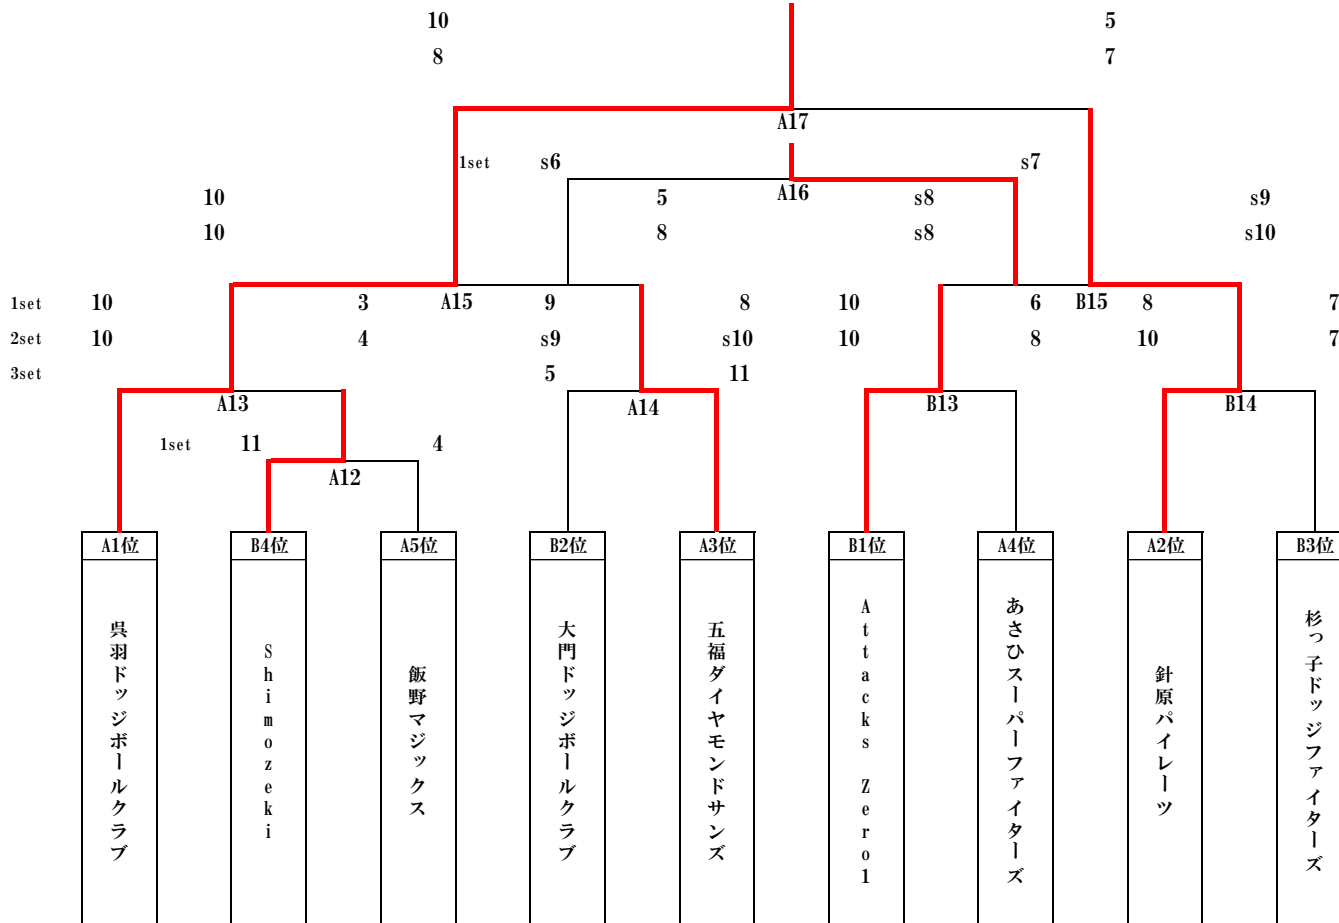 10 5
8 7
A17
1set s6 s7
A16
10 5 s8 s9
10 8 s8 s10
A15 B15
1set 10 3 9 8 10 6 8 7
2set 10 4 s9 s10 10 8 10 7
3set 5 11
A13 A14 B13 B14
1set 11 4
A12
A1位 B4位 A5位 B2位 A3位 B1位 A4位 A2位 B3位
呉羽ドッジボールクラブ
Shimozeki
飯野マジックス
大門ドッジボールクラブ
五福ダイヤモンドサンズ
Attacks Zero1
あさひスーパーファイターズ
針原パイレーツ
杉っ子ドッジファイターズ